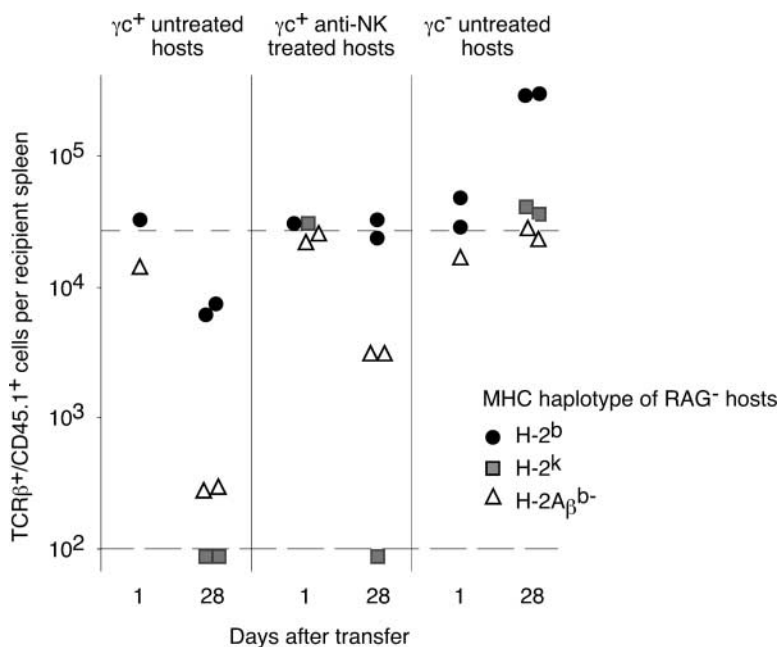 γc⁺ untreated
hosts
γc⁺ anti-NK
treated hosts
γc⁻ untreated
hosts
TCRβ⁺/CD45.1⁺ cells per recipient spleen
10⁵
10⁴
10³
10²
MHC haplotype of RAG⁻ hosts
H-2ᵇ
H-2ᵏ
H-2Aᵦᵇ⁻
1 28 1 28 1 28
Days after transfer